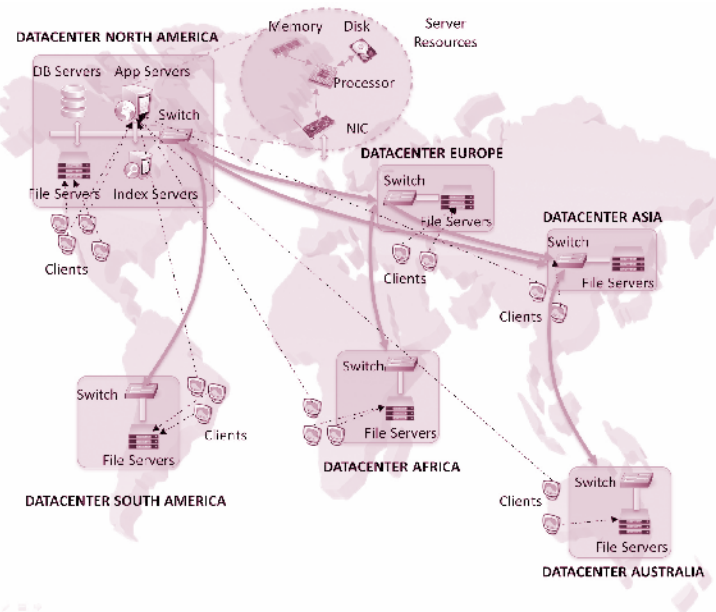 Memory Disk Server
Resources
DATACENTER NORTH AMERICA
DB Servers App Servers
Processor
Switch
NIC
DATACENTER EUROPE
Switch
File Servers Index Servers
File Servers
DATACENTER ASIA
Switch
Clients
Clients
File Servers
Clients
Switch
Switch
Clients
File Servers
File Servers
DATACENTER AFRICA
DATACENTER SOUTH AMERICA
Clients
Switch
File Servers
DATACENTER AUSTRALIA